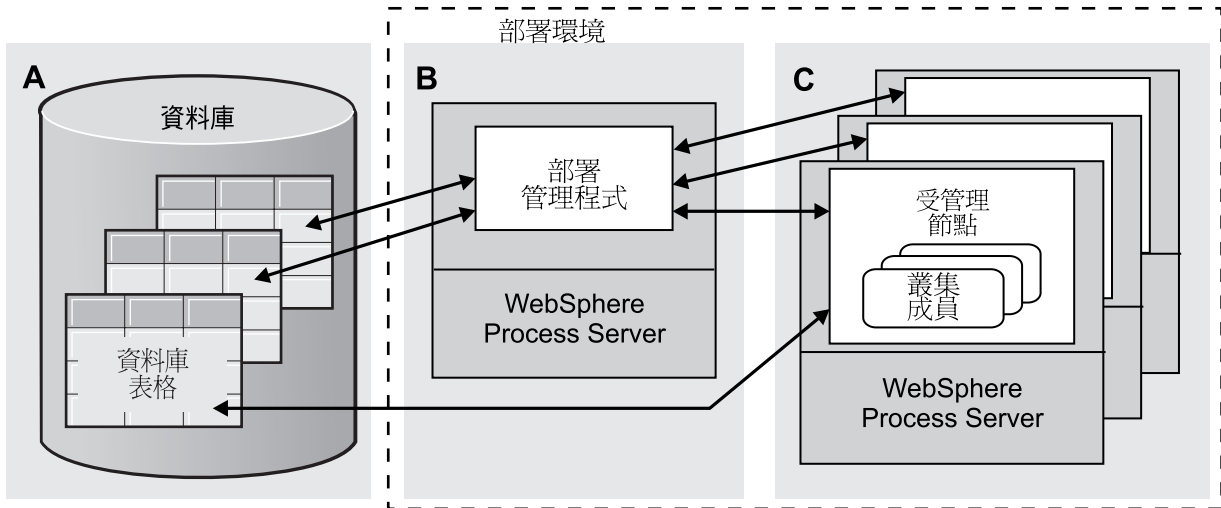 部署環境
A
資料庫
資料庫
表格
B
部署
管理程式
WebSphere
Process Server
C
受管理
節點
叢集
成員
WebSphere
Process Server